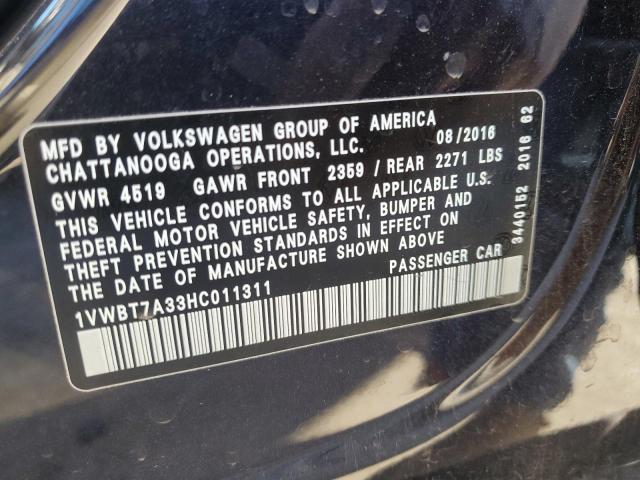 MFD BY VOLKSWAGEN GROUP OF AMERICA
CHATTANOOGA OPERATIONS, LLC. 08/2016
GVWR 4519 GAWR FRONT 2359 / REAR 2271 LBS
THIS VEHICLE CONFORMS TO ALL APPLICABLE U.S.
FEDERAL MOTOR VEHICLE SAFETY, BUMPER AND
THEFT PREVENTION STANDARDS IN EFFECT ON
THE DATE OF MANUFACTURE SHOWN ABOVE
1VWBT7A33HC011311 PASSENGER CAR
3440152 2016 62